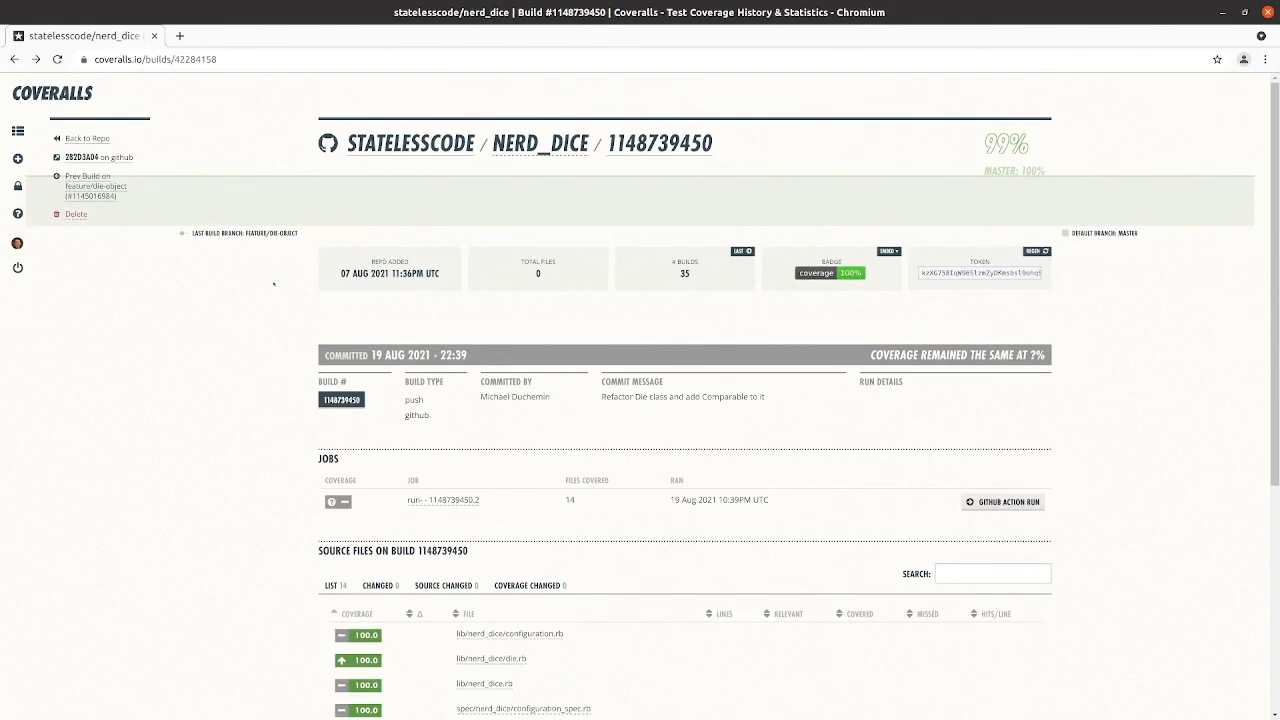 statelesscode/nerd_dice | Build #1148739450 | Coveralls - Test Coverage History & Statistics - Chromium
statelesscode/nerd_dice |
coveralls.io/builds/42284158
COVERALLS
Back to Repo
282D3A04 on github
Prev Build on
feature/die-object
(#1145016984)
Delete
STATELESSCODE / NERD_DICE / 1148739450
99%
MASTER: 100%
LAST BUILD BRANCH: FEATURE/DIE-OBJECT
DEFAULT BRANCH: MASTER
REPO ADDED
07 AUG 2021 11:36PM UTC
TOTAL FILES
0
LAST
# BUILDS
35
EMBED
BADGE
coverage 100%
REGEN
TOKEN
COMMITTED 19 AUG 2021 - 22:39
COVERAGE REMAINED THE SAME AT ?%
BUILD #
1148739450
BUILD TYPE
push
github
COMMITTED BY
Michael Duchemin
COMMIT MESSAGE
Refactor Die class and add Comparable to it
RUN DETAILS
JOBS
COVERAGE JOB FILES COVERED RAN
run- - 1148739450.2 14 19 Aug 2021 10:39PM UTC GITHUB ACTION RUN
SOURCE FILES ON BUILD 1148739450
SEARCH:
LIST 14 CHANGED 0 SOURCE CHANGED 0 COVERAGE CHANGED 0
COVERAGE Δ FILE LINES RELEVANT COVERED MISSED HITS/LINE
100.0 lib/nerd_dice/configuration.rb
100.0 lib/nerd_dice/die.rb
100.0 lib/nerd_dice.rb
100.0 spec/nerd_dice/configuration_spec.rb